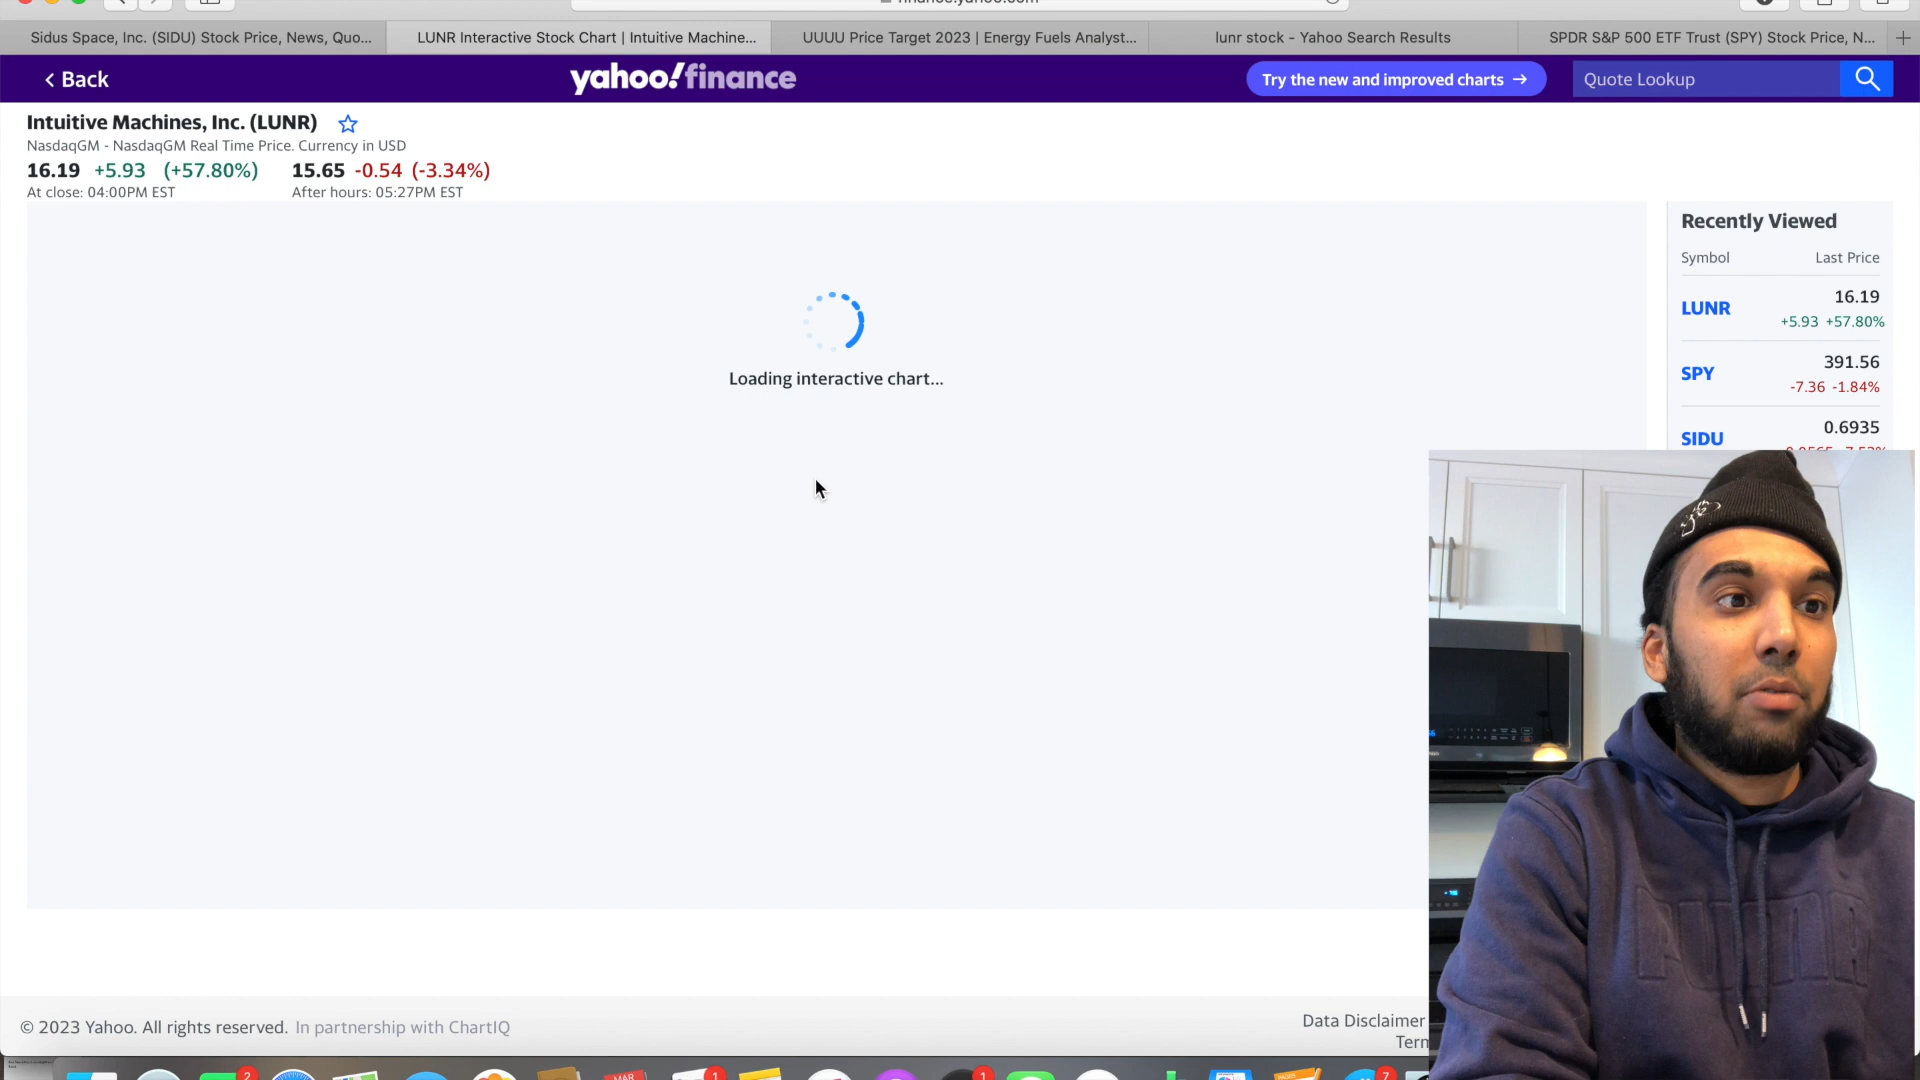 Sidus Space, Inc. (SIDU) Stock Price, News, Quo...
LUNR Interactive Stock Chart | Intuitive Machine...
UUUU Price Target 2023 | Energy Fuels Analyst...
lunr stock - Yahoo Search Results
SPDR S&P 500 ETF Trust (SPY) Stock Price, N...
Back
yahoo!finance
Try the new and improved charts →
Quote Lookup
Intuitive Machines, Inc. (LUNR)
NasdaqGM - NasdaqGM Real Time Price. Currency in USD
16.19 +5.93 (+57.80%)
At close: 04:00PM EST
15.65 -0.54 (-3.34%)
After hours: 05:27PM EST
Loading interactive chart...
Recently Viewed
Symbol Last Price
LUNR 16.19
+5.93 +57.80%
SPY 391.56
-7.36 -1.84%
SIDU 0.6935
© 2023 Yahoo. All rights reserved. In partnership with ChartIQ
Data Disclaimer
2
MAR
1
1
PAGES
7